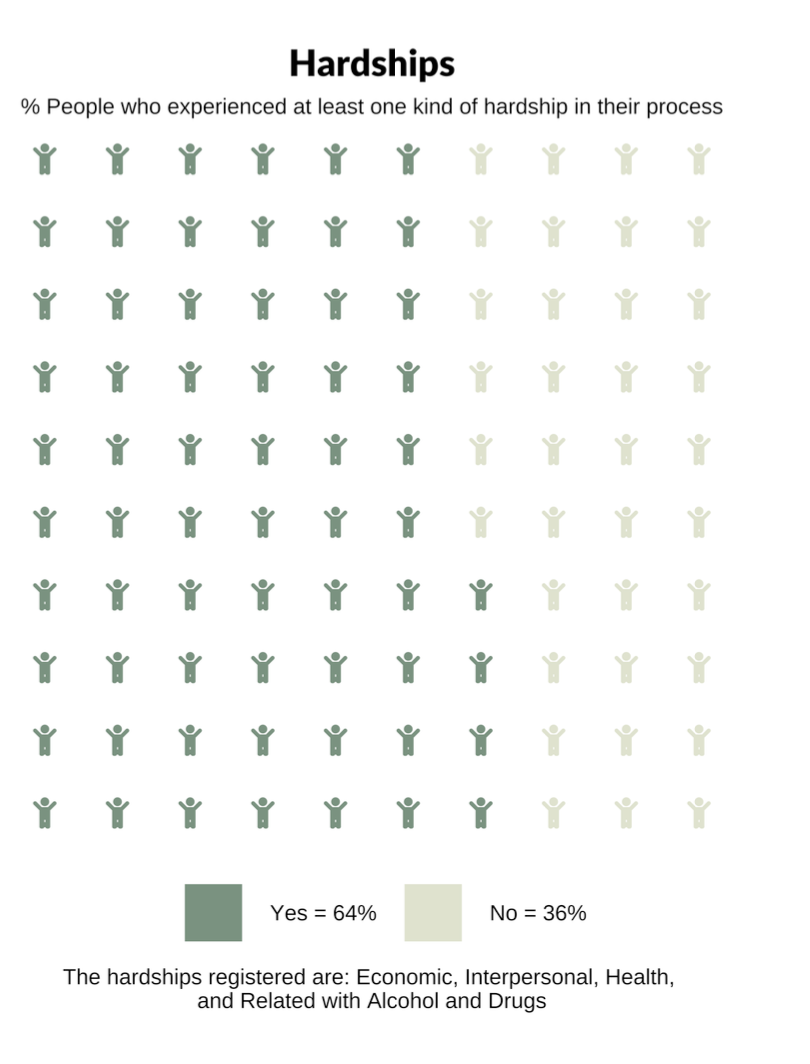 Hardships
% People who experienced at least one kind of hardship in their process
Yes = 64%
No = 36%
The hardships registered are: Economic, Interpersonal, Health,
and Related with Alcohol and Drugs